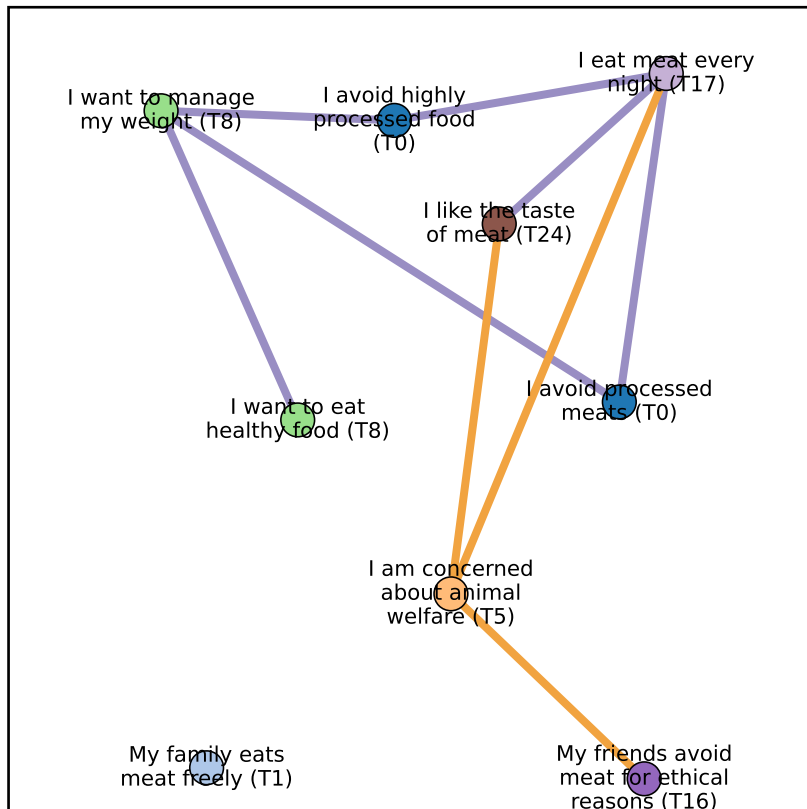 I eat meat every
night (T17)
I want to manage
my weight (T8)
I avoid highly
processed food
(T0)
I like the taste
of meat (T24)
I avoid processed
meats (T0)
I want to eat
healthy food (T8)
I am concerned
about animal
welfare (T5)
My family eats
meat freely (T1)
My friends avoid
meat for ethical
reasons (T16)